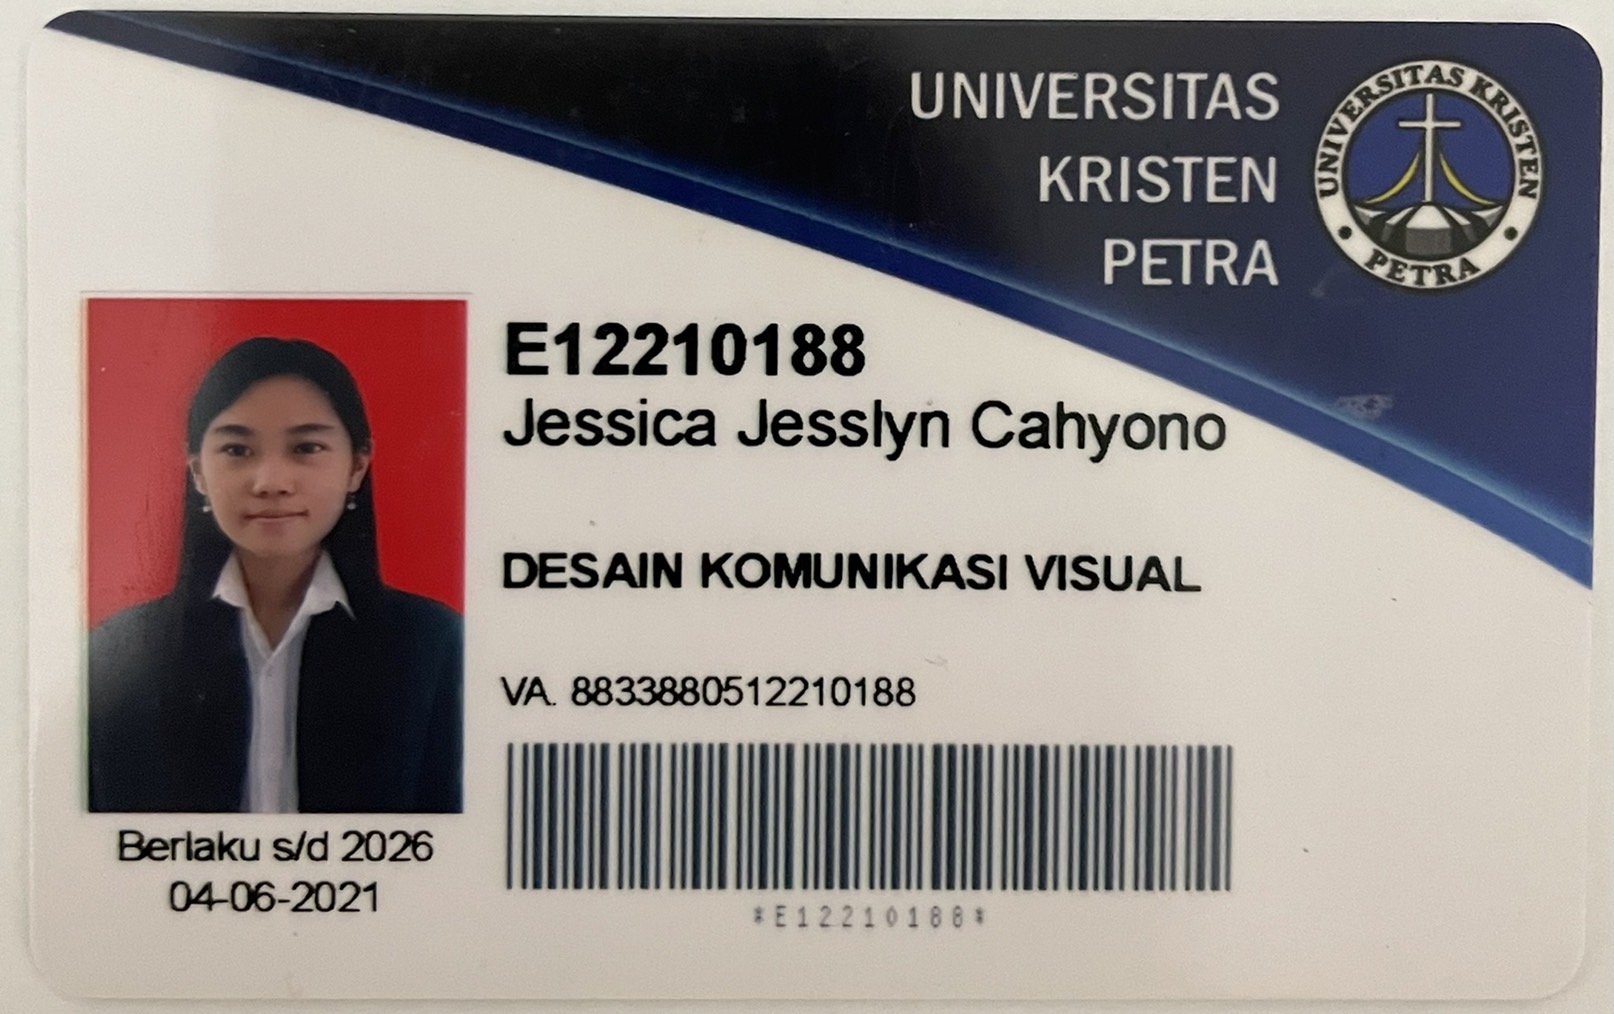 UNIVERSITAS
KRISTEN
PETRA
UNIVERSITAS KRISTEN
• PETRA •
E12210188
Jessica Jesslyn Cahyono
DESAIN KOMUNIKASI VISUAL
VA. 8833880512210188
*E12210188*
Berlaku s/d 2026
04-06-2021